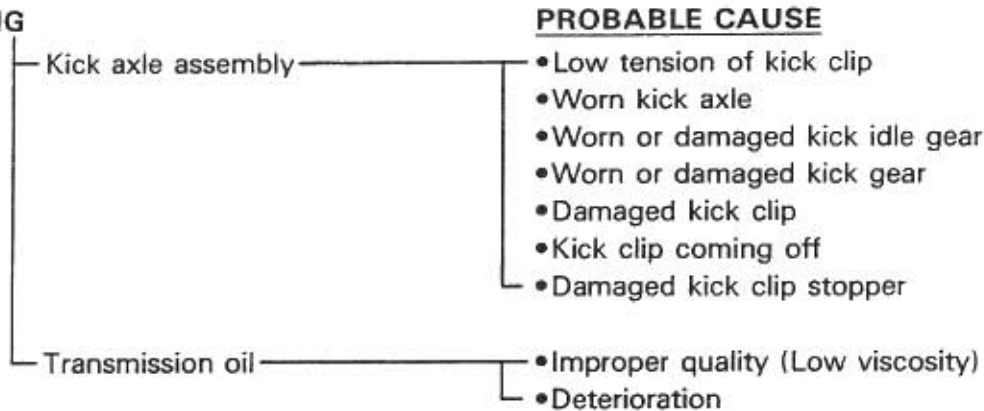 PROBABLE CAUSE
Kick axle assembly
•Low tension of kick clip
•Worn kick axle
•Worn or damaged kick idle gear
•Worn or damaged kick gear
•Damaged kick clip
•Kick clip coming off
•Damaged kick clip stopper
Transmission oil
•Improper quality (Low viscosity)
•Deterioration